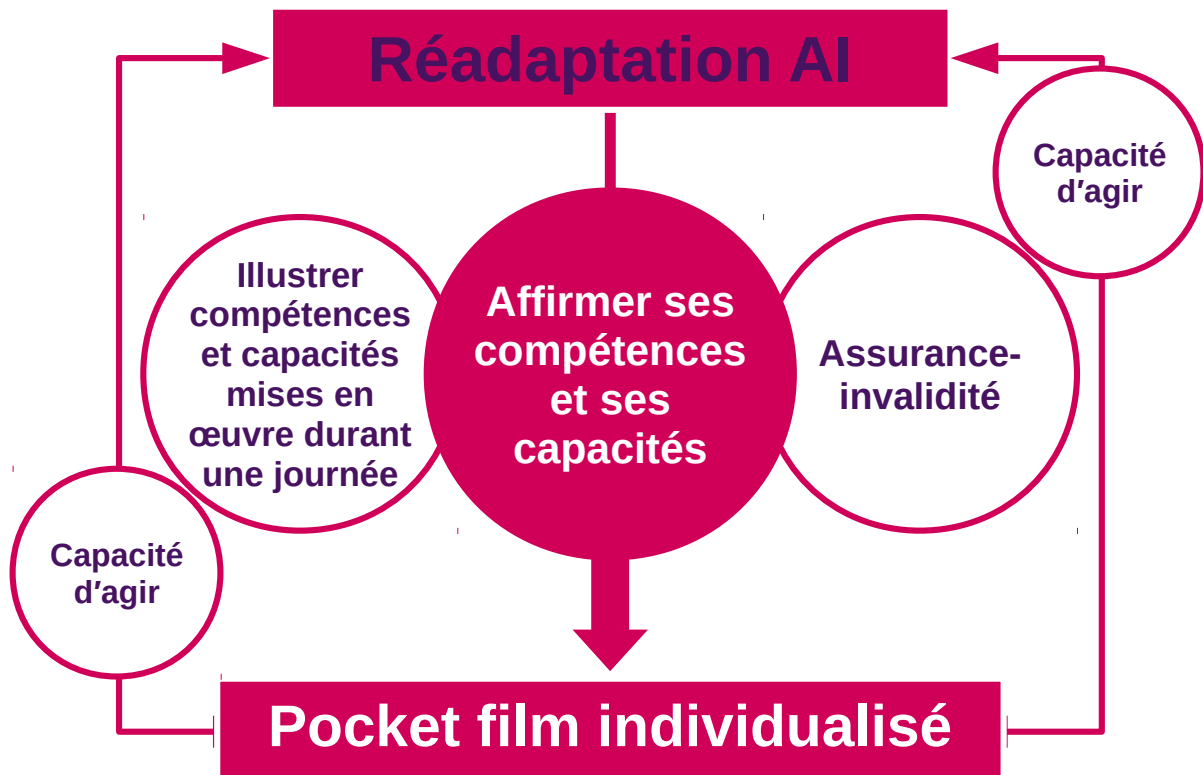 Réadaptation AI
Capacité
d'agir
Illustrer
compétences
et capacités
mises en
œuvre durant
une journée
Affirmer ses
compétences
et ses
capacités
Assurance-
invalidité
Capacité
d'agir
Pocket film individualisé